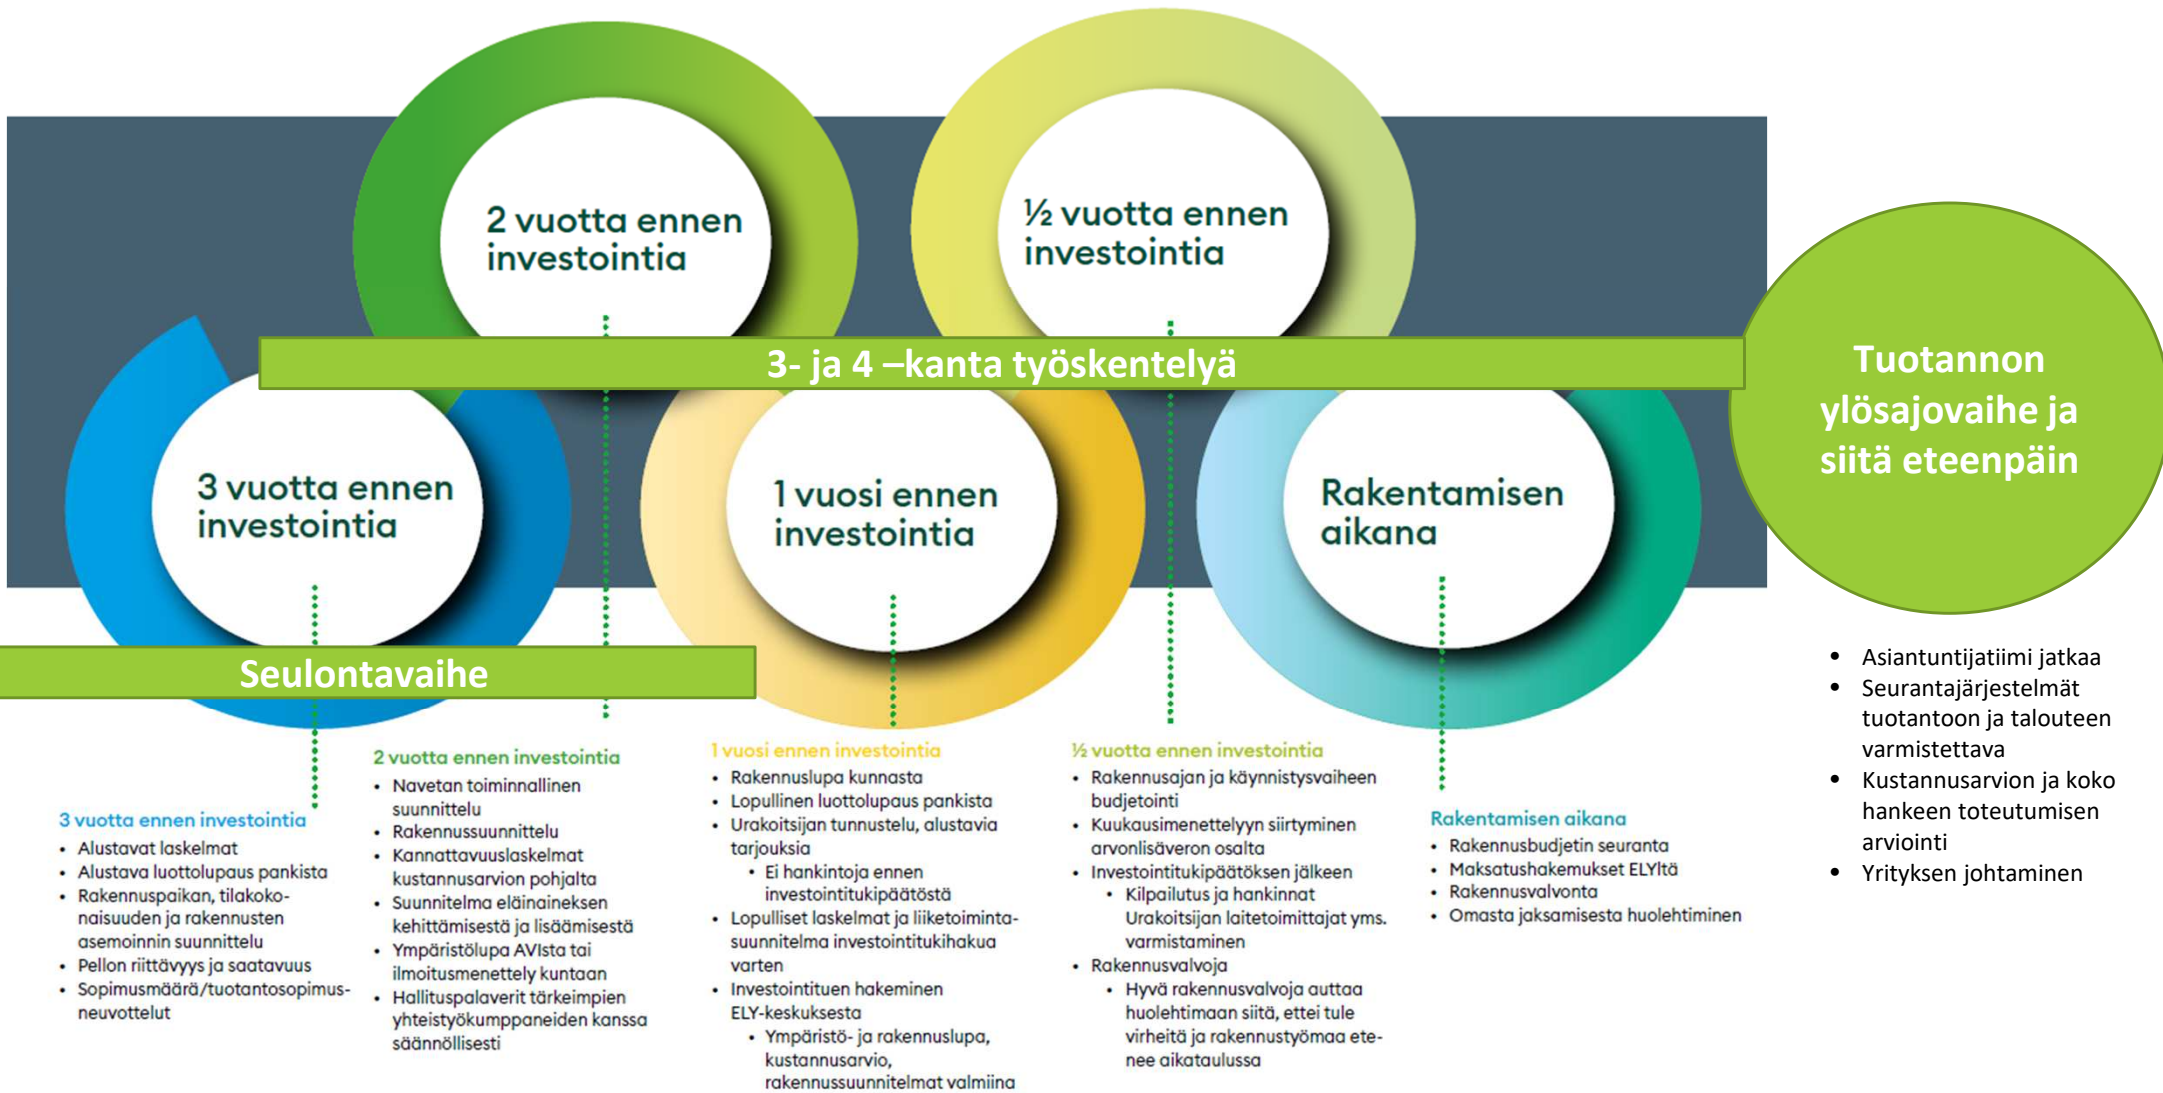 2 vuotta ennen
investointia
½ vuotta ennen
investointia
3- ja 4 –kanta työskentelyä
Tuotannon
ylösajovaihe ja
siitä eteenpäin
3 vuotta ennen
investointia
1 vuosi ennen
investointia
Rakentamisen
aikana
Seulontavaihe
3 vuotta ennen investointia
• Alustavat laskelmat
• Alustava luottolupaus pankista
• Rakennuspaikan, tilakoko-
naisuuden ja rakennusten
asemoinnin suunnittelu
• Pellon riittävyys ja saatavuus
• Sopimusmäärä/tuotantosopimus-
neuvottelut
2 vuotta ennen investointia
• Navetan toiminnallinen
suunnittelu
• Rakennussuunnittelu
• Kannattavuuslaskelmat
kustannusarvion pohjalta
• Suunnitelma eläinaineksen
kehittämisestä ja lisäämisestä
• Ympäristölupa AVIsta tai
ilmoitusmenettely kuntaan
• Hallituspalaverit tärkeimpien
yhteistyökumppaneiden kanssa
säännöllisesti
1 vuosi ennen investointia
• Rakennuslupa kunnasta
• Lopullinen luottolupaus pankista
• Urakoitsijan tunnustelu, alustavia
tarjouksia
• Ei hankintoja ennen
investointitukipäätöstä
• Lopulliset laskelmat ja liiketoiminta-
suunnitelma investointitukihakua
varten
• Investointituen hakeminen
ELY-keskuksesta
• Ympäristö- ja rakennuslupa,
kustannusarvio,
rakennussuunnitelmat valmiina
½ vuotta ennen investointia
• Rakennusajan ja käynnistysvaiheen
budjetointi
• Kuukausimenettelyyn siirtyminen
arvonlisäveron osalta
• Investointitukipäätöksen jälkeen
• Kilpailutus ja hankinnat
Urakoitsijan laitetoimittajat yms.
varmistaminen
• Rakennusvalvoja
• Hyvä rakennusvalvoja auttaa
huolehtimaan siitä, ettei tule
virheitä ja rakennustyömaa ete-
nee aikataulussa
Rakentamisen aikana
• Rakennusbudjetin seuranta
• Maksatushakemukset ELYltä
• Rakennusvalvonta
• Omasta jaksamisesta huolehtiminen
• Asiantuntijatiimi jatkaa
• Seurantajärjestelmät
tuotantoon ja talouteen
varmistettava
• Kustannusarvion ja koko
hankeen toteutumisen
arviointi
• Yrityksen johtaminen